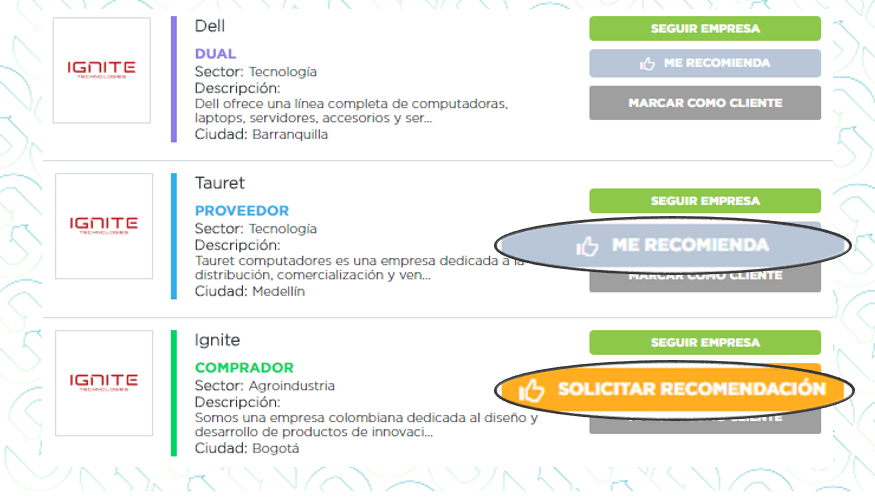 IGNITE
TECHNOLOGIES
Dell
DUAL
Sector: Tecnología
Descripción:
Dell ofrece una línea completa de computadoras,
laptops, servidores, accesorios y ser...
Ciudad: Barranquilla
SEGUIR EMPRESA
ME RECOMIENDA
MARCAR COMO CLIENTE
IGNITE
TECHNOLOGIES
Tauret
PROVEEDOR
Sector: Tecnología
Descripción:
Tauret computadores es una empresa dedicada a la
distribución, comercialización y ven...
Ciudad: Medellín
SEGUIR EMPRESA
ME RECOMIENDA
MARCAR COMO CLIENTE
IGNITE
TECHNOLOGIES
Ignite
COMPRADOR
Sector: Agroindustria
Descripción:
Somos una empresa colombiana dedicada al diseño y
desarrollo de productos de innovaci...
Ciudad: Bogotá
SEGUIR EMPRESA
SOLICITAR RECOMENDACIÓN
CLIENTE